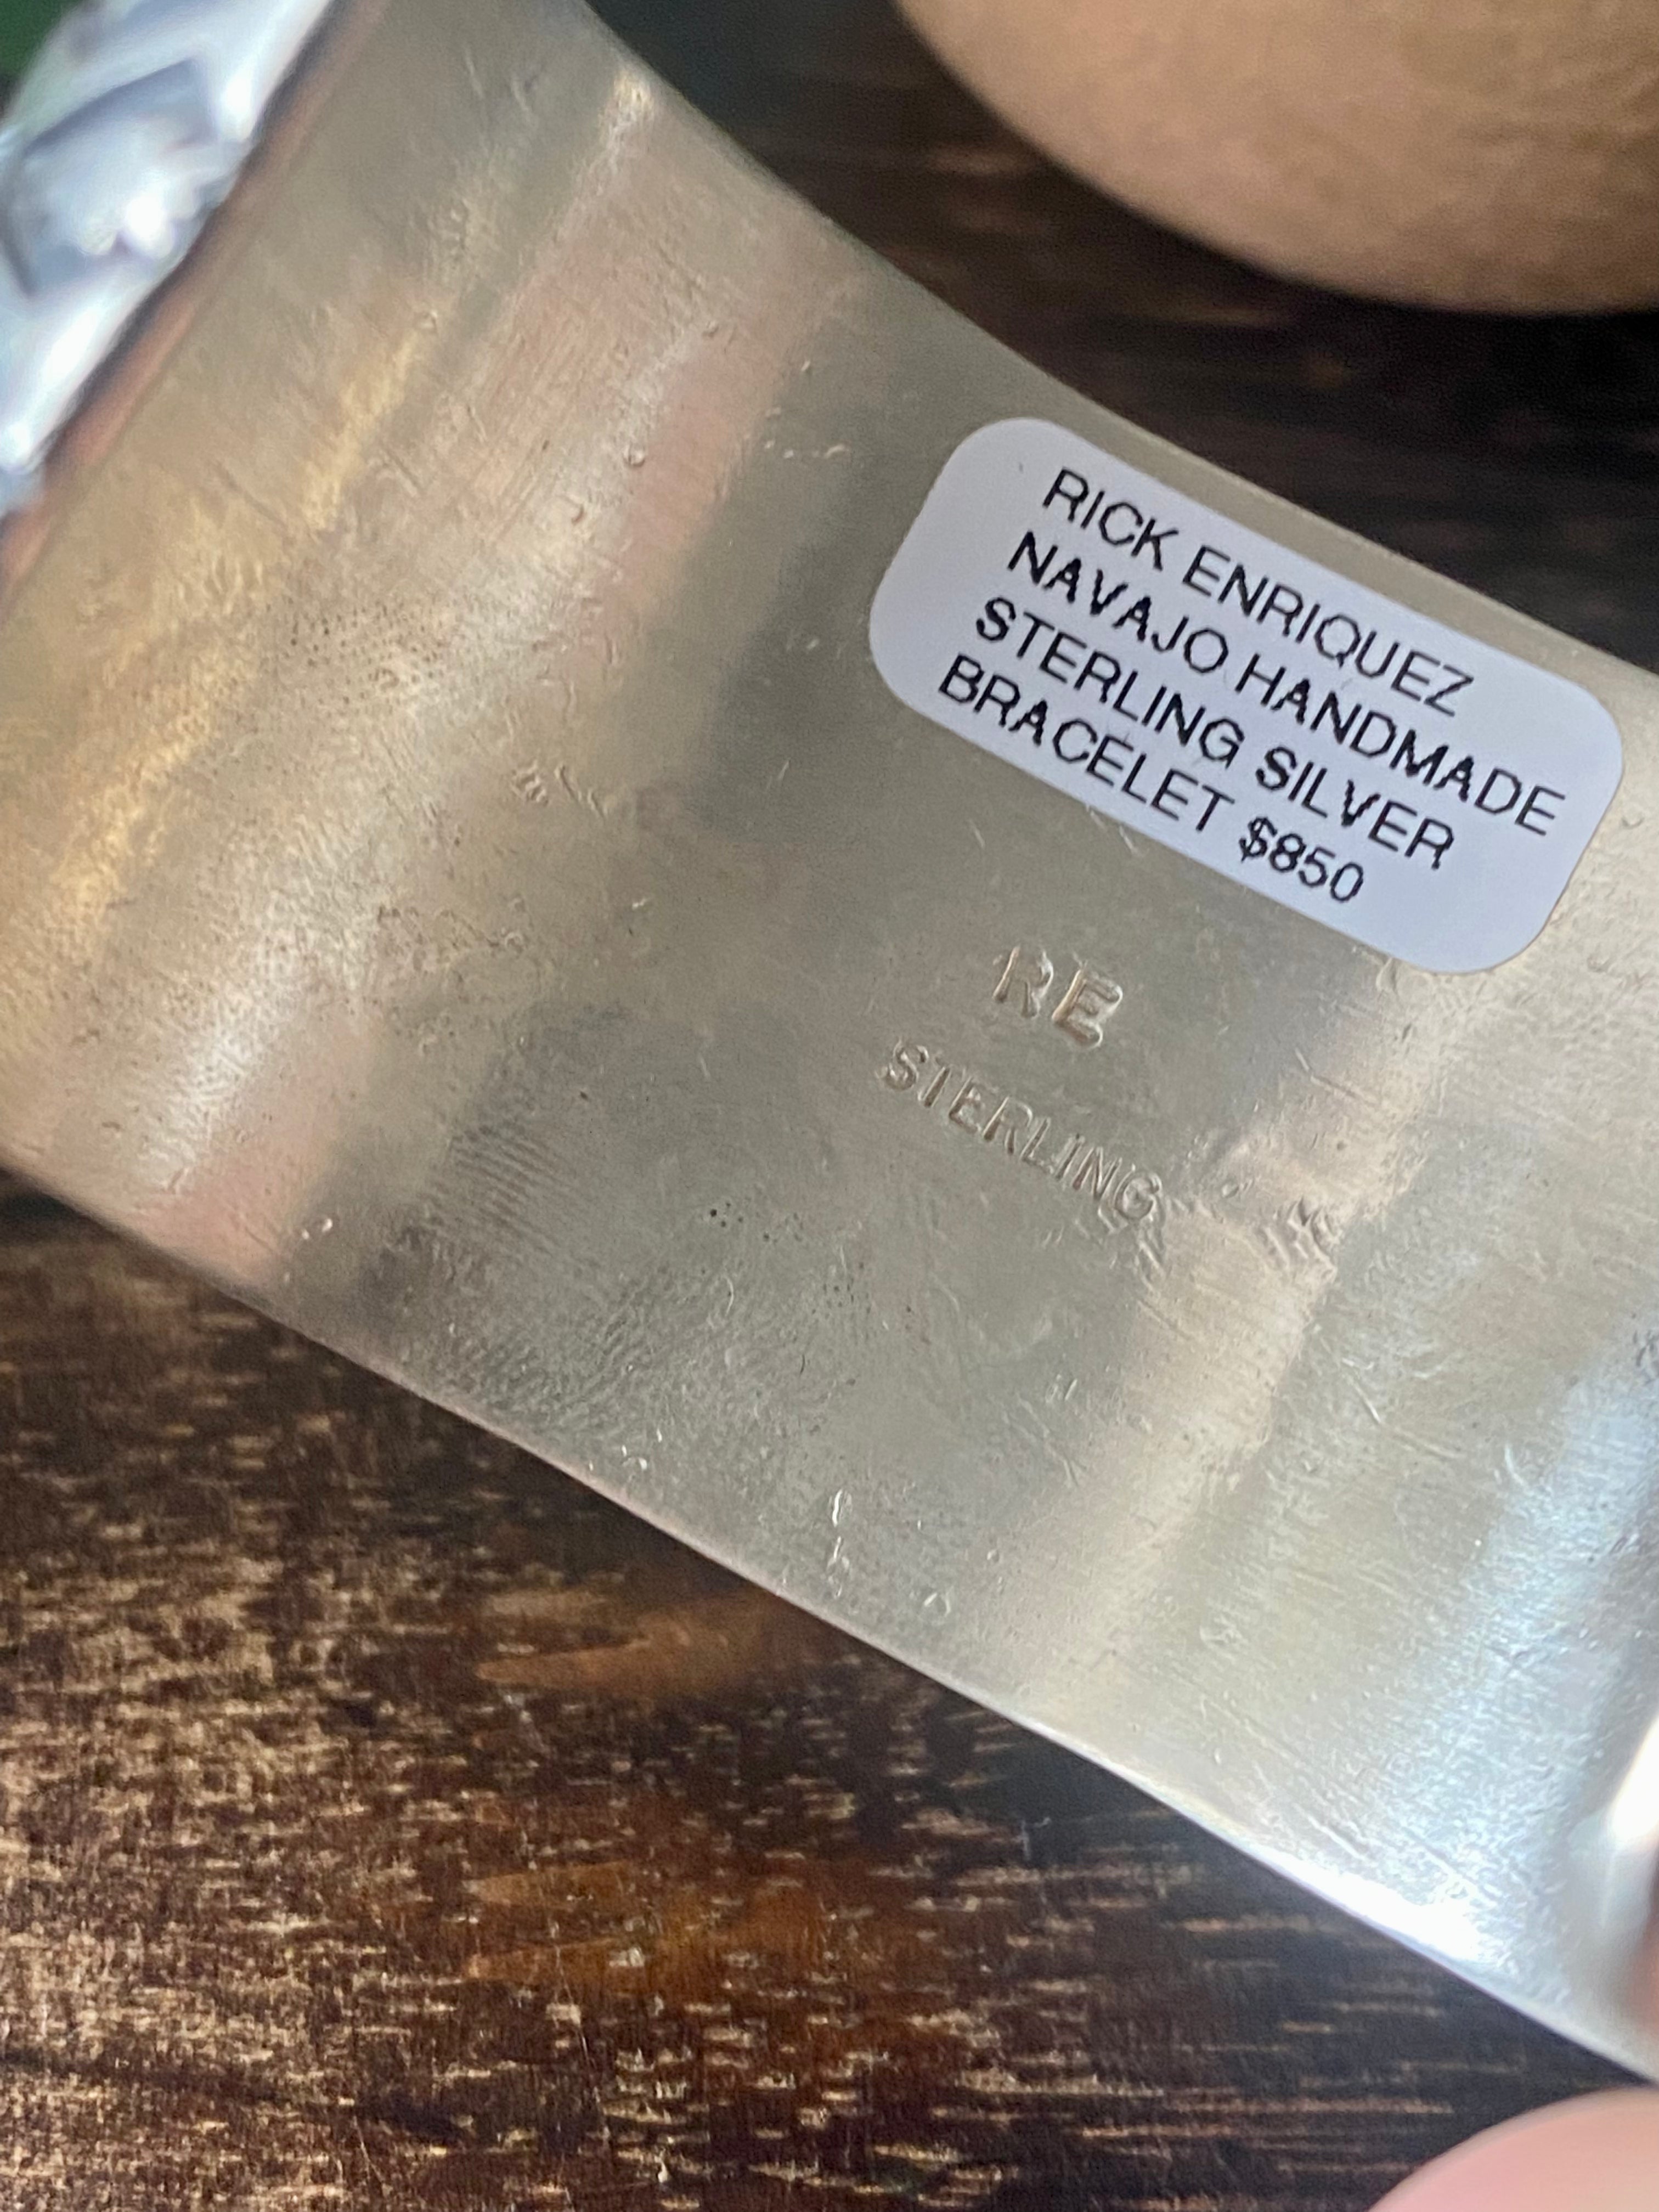 RICK ENRIQUEZ
NAVAJO HANDMADE
STERLING SILVER
BRACELET $850
RE
STERLING